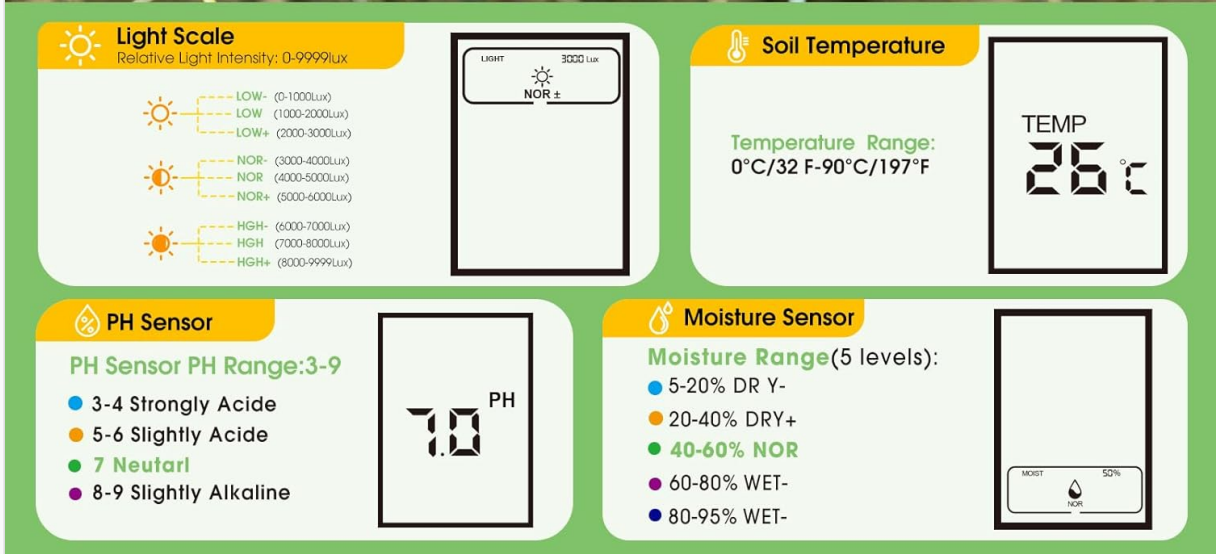 Light Scale
Relative Light Intensity: 0-9999lux
LOW- (0-1000Lux)
LOW (1000-2000Lux)
LOW+ (2000-3000Lux)
NOR- (3000-4000Lux)
NOR (4000-5000Lux)
NOR+ (5000-6000Lux)
HGH- (6000-7000Lux)
HGH (7000-8000Lux)
HGH+ (8000-9999Lux)
LIGHT 3000 Lux
NOR ±
Soil Temperature
Temperature Range:
0°C/32 F-90°C/197°F
TEMP
26 °C
PH Sensor
PH Sensor PH Range:3-9
3-4 Strongly Acide
5-6 Slightly Acide
7 Neutarl
8-9 Slightly Alkaline
7.0 PH
Moisture Sensor
Moisture Range(5 levels):
5-20% DR Y-
20-40% DRY+
40-60% NOR
60-80% WET-
80-95% WET-
MOIST 50%
NOR